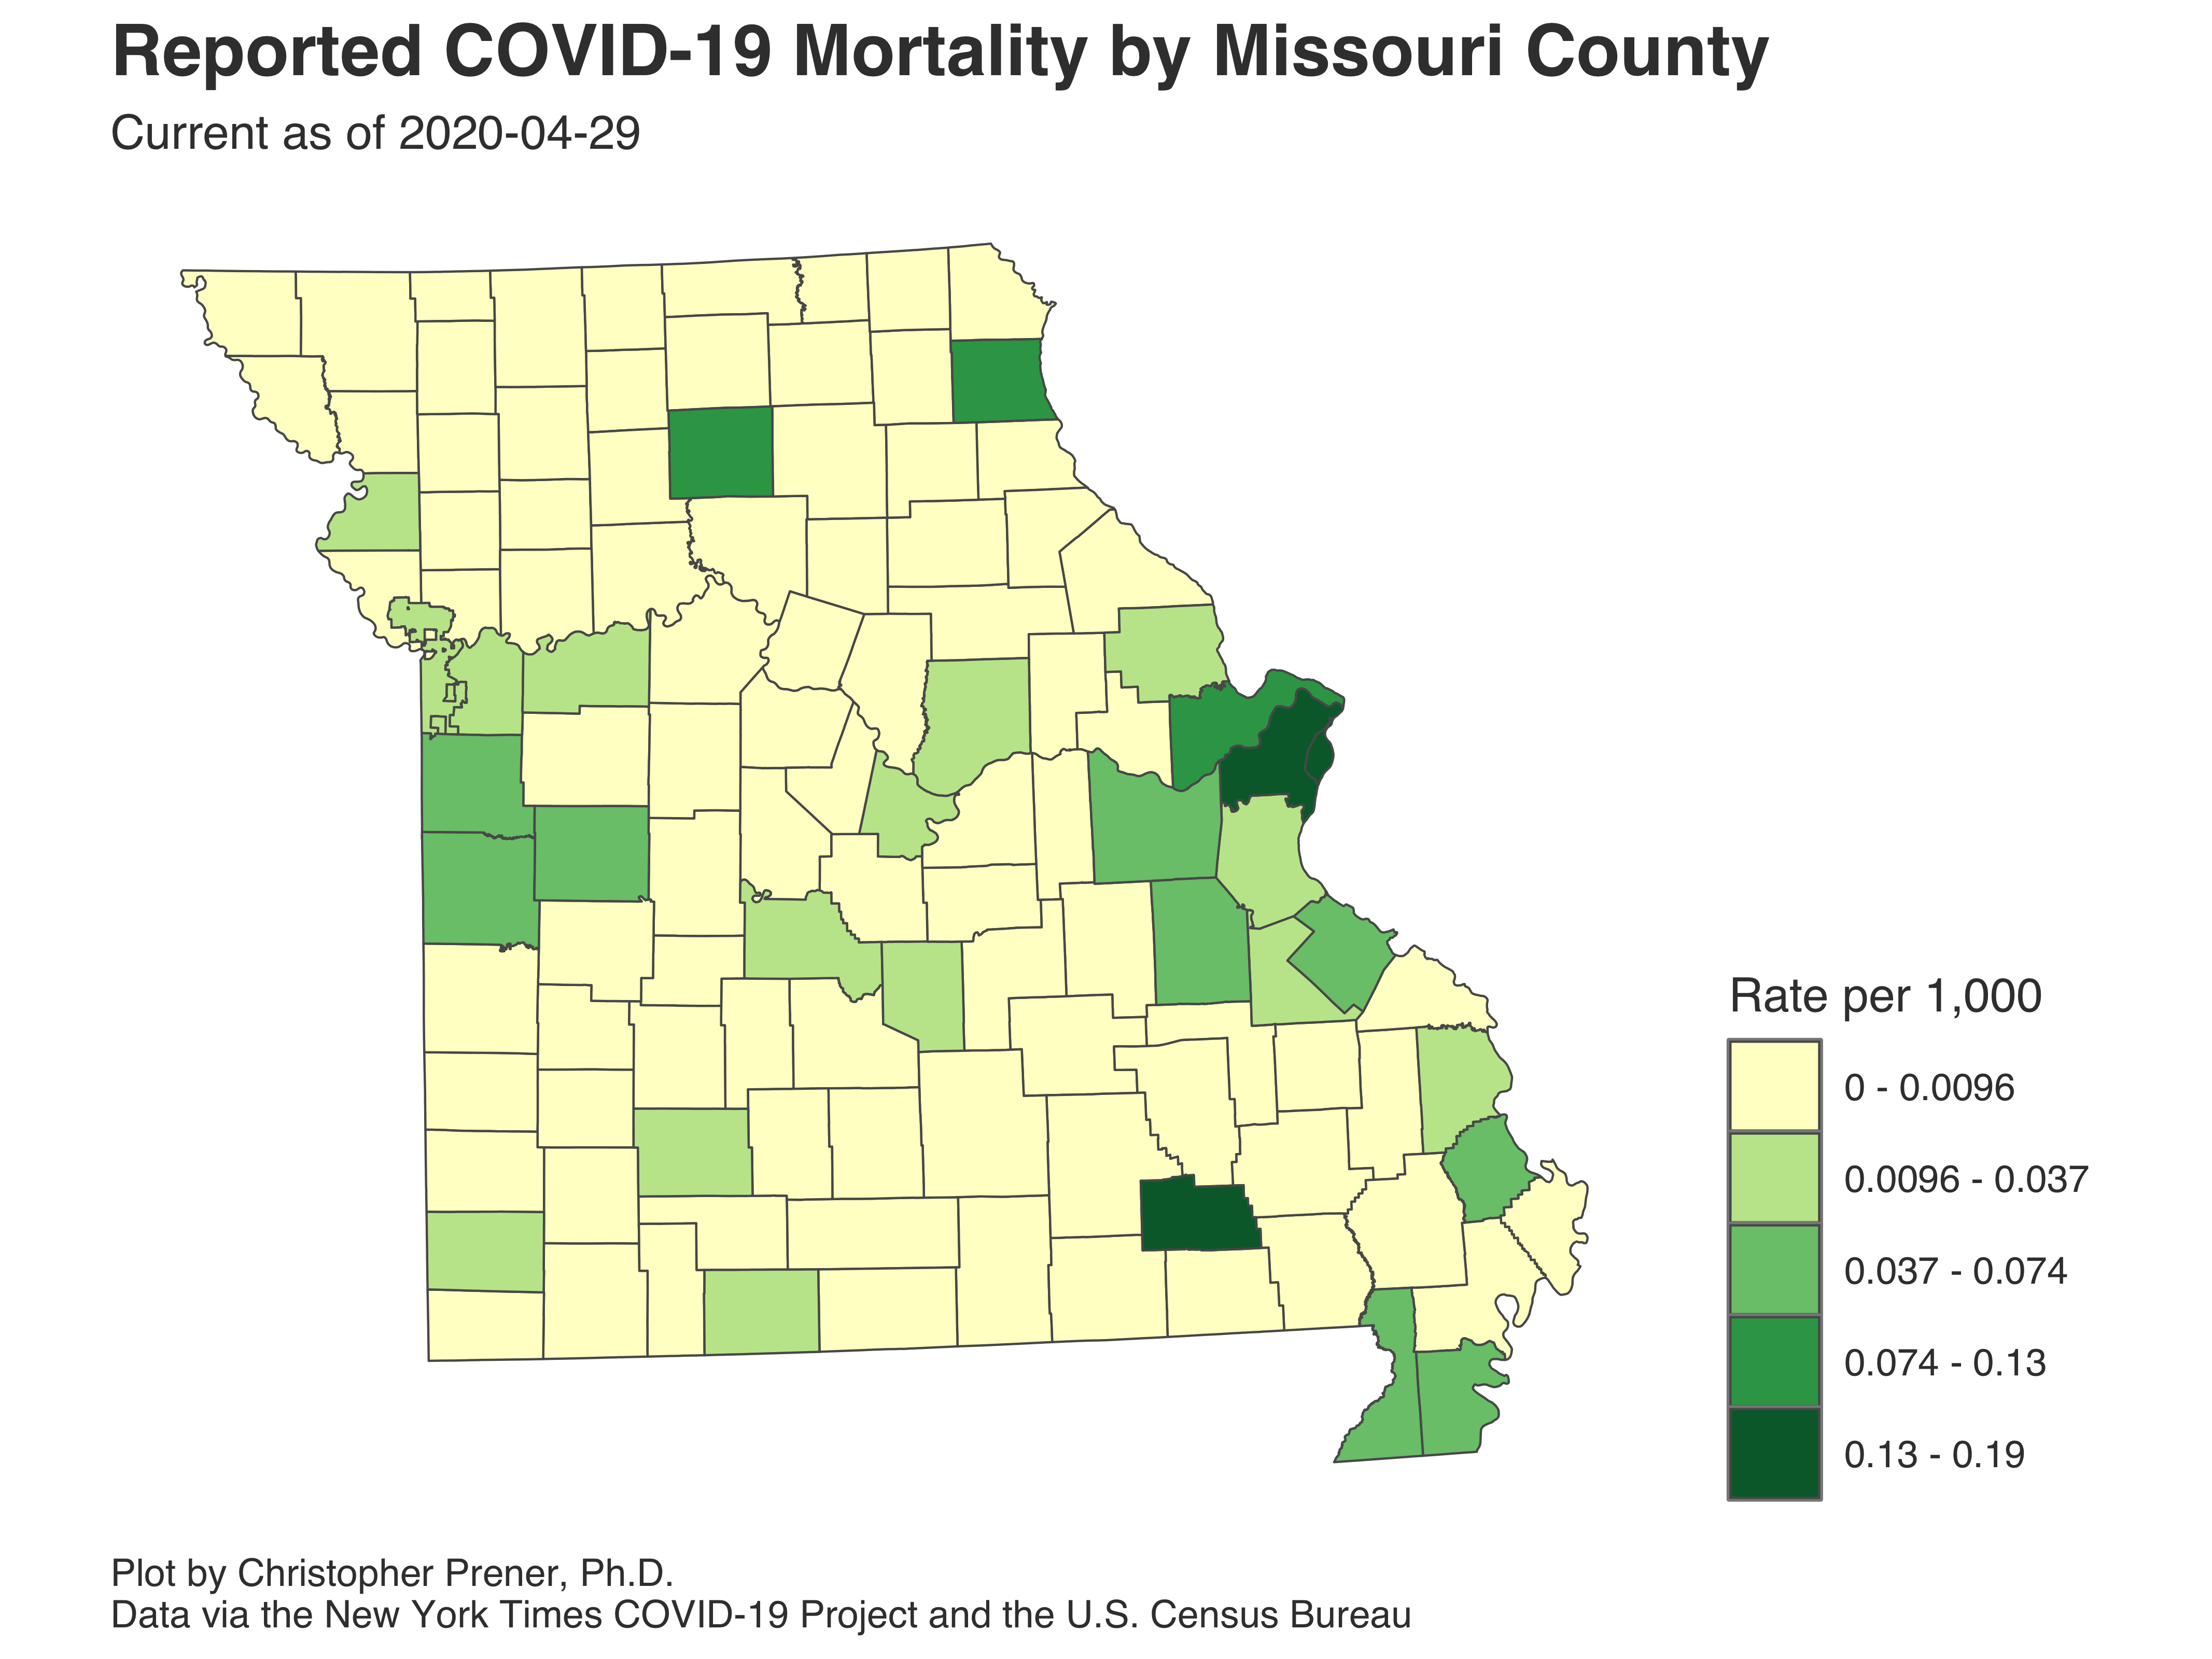 Reported COVID-19 Mortality by Missouri County
Current as of 2020-04-29
Rate per 1,000
0 - 0.0096
0.0096 - 0.037
0.037 - 0.074
0.074 - 0.13
0.13 - 0.19
Plot by Christopher Prener, Ph.D.
Data via the New York Times COVID-19 Project and the U.S. Census Bureau